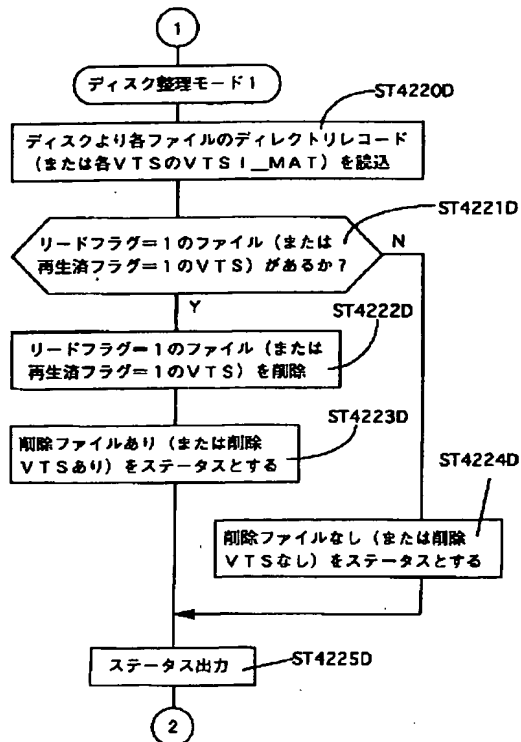 1
ディスク整理モード1
ST4220D
ディスクより各ファイルのディレクトリレコード
(または各VTSのVTSI__MAT)を読込
ST4221D
リードフラグ=1のファイル(または
再生済フラグ=1のVTS)があるか?
N
Y
ST4222D
リードフラグ=1のファイル(または
再生済フラグ=1のVTS)を削除
ST4223D
削除ファイルあり(または削除
VTSあり)をステータスとする
ST4224D
削除ファイルなし(または削除
VTSなし)をステータスとする
ステータス出力
ST4225D
2